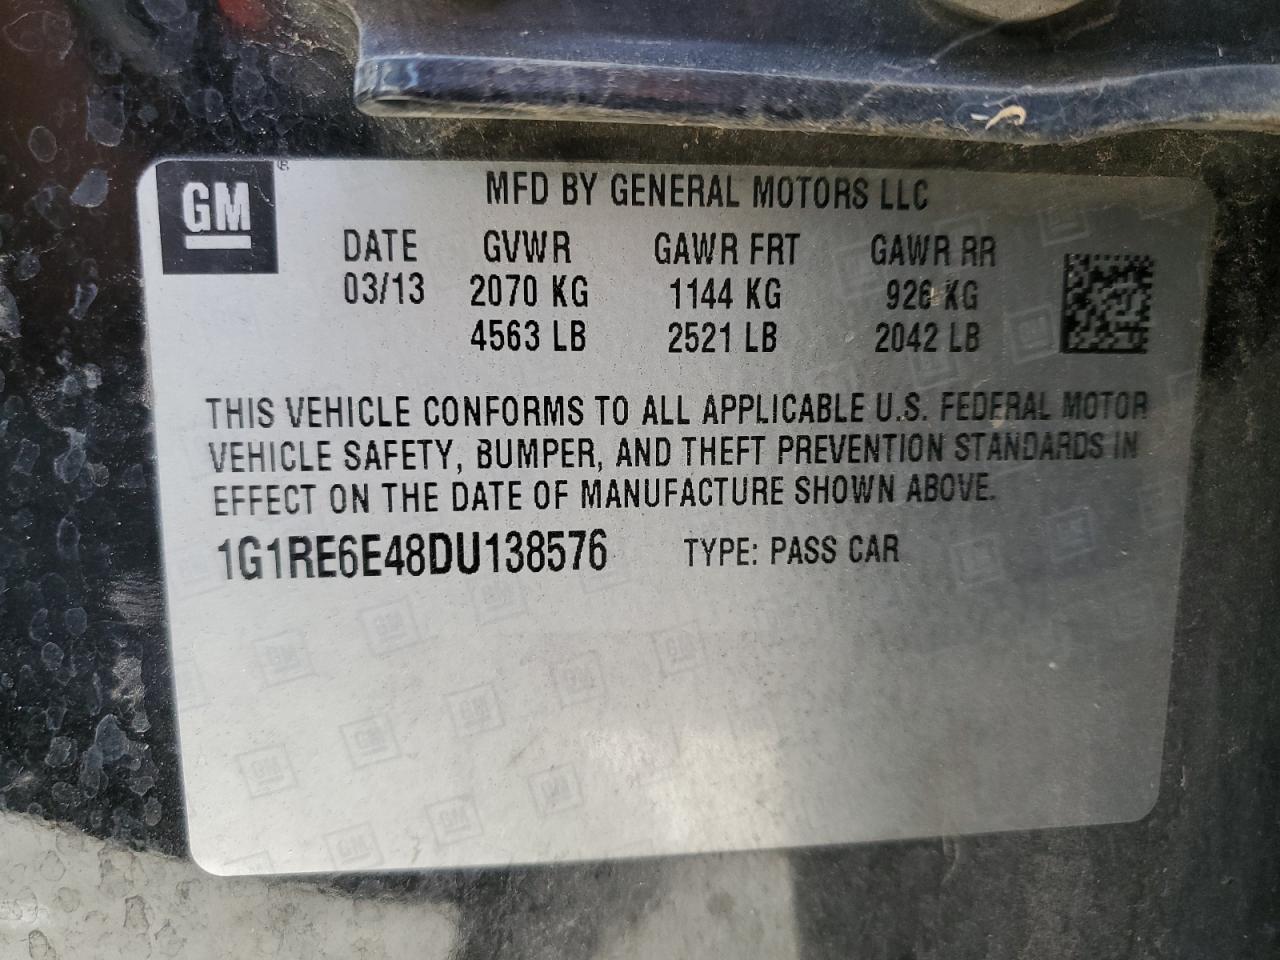 GM ®
MFD BY GENERAL MOTORS LLC
DATE GVWR GAWR FRT GAWR RR
03/13 2070 KG 1144 KG 926 KG
4563 LB 2521 LB 2042 LB
THIS VEHICLE CONFORMS TO ALL APPLICABLE U.S. FEDERAL MOTOR
VEHICLE SAFETY, BUMPER, AND THEFT PREVENTION STANDARDS IN
EFFECT ON THE DATE OF MANUFACTURE SHOWN ABOVE.
1G1RE6E48DU138576 TYPE: PASS CAR